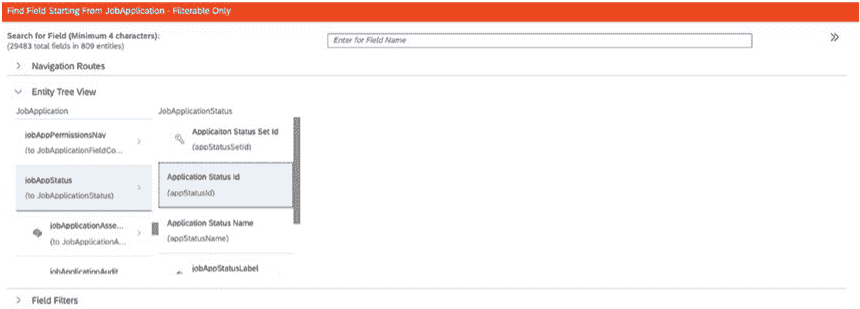 Find Field Starting From JobApplication - Filterable Only
Search for Field (Minimum 4 characters):
(29483 total fields in 809 entities)
Enter for Field Name
Navigation Routes
Entity Tree View
JobApplication
JobApplicationStatus
jobAppPermissionsNav
(to JobApplicationFieldCo...
jobAppStatus
(to JobApplicationStatus)
jobApplicationAsse...
(to JobApplicationA...
jobApplicationAudit
Applicaiton Status Set Id
(appStatusSetId)
Application Status Id
(appStatusId)
Application Status Name
(appStatusName)
jobAppStatusLabel
Field Filters